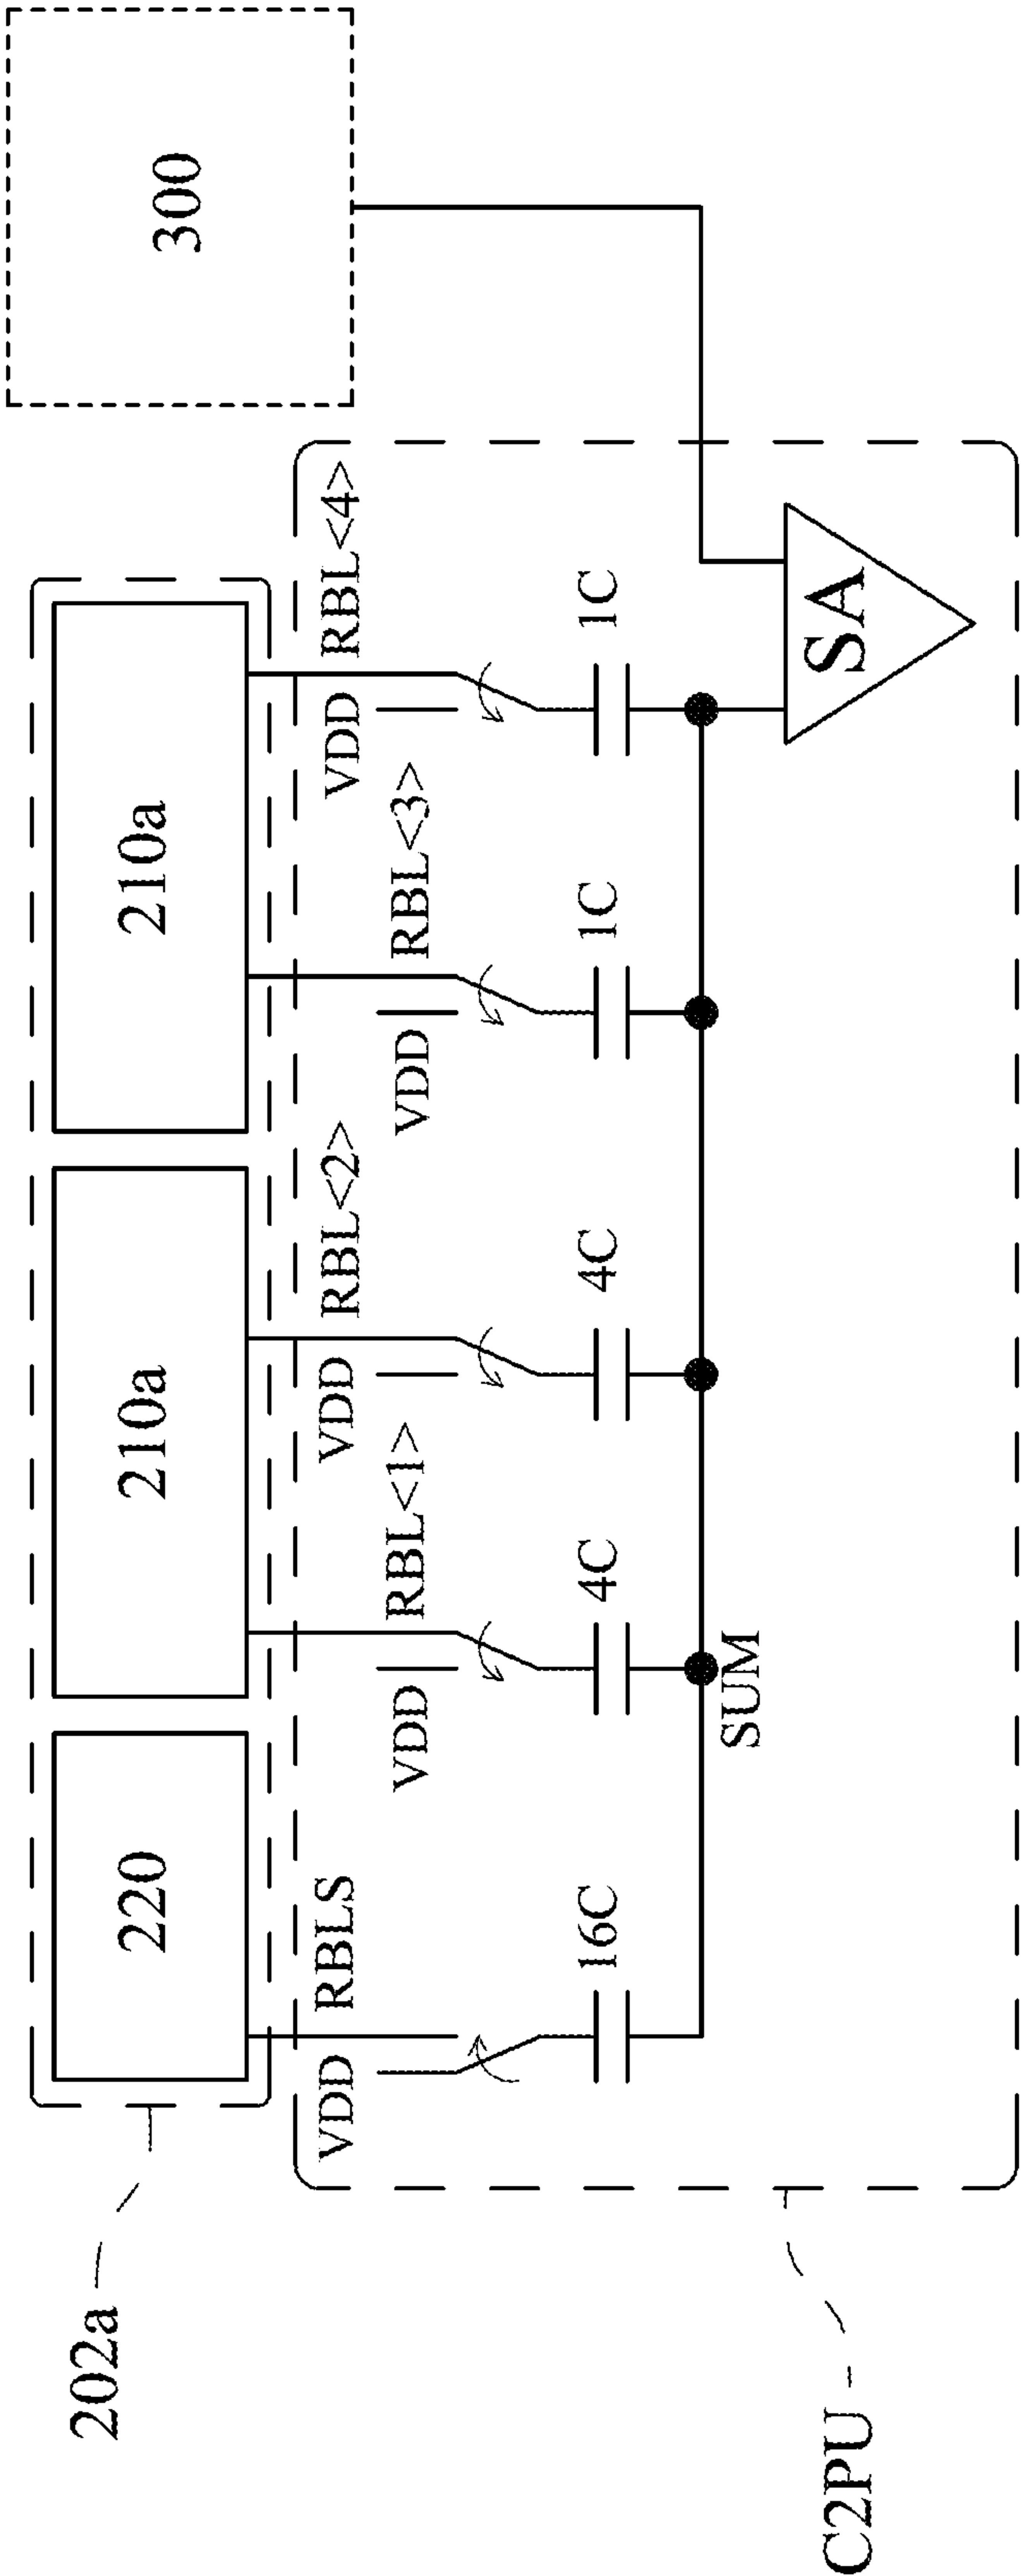 202a
220
210a
210a
300
RBLS
VDD
RBL<1>
VDD
RBL<2>
VDD
RBL<3>
VDD
RBL<4>
VDD
16C
4C
4C
1C
1C
SUM
SA
C2PU